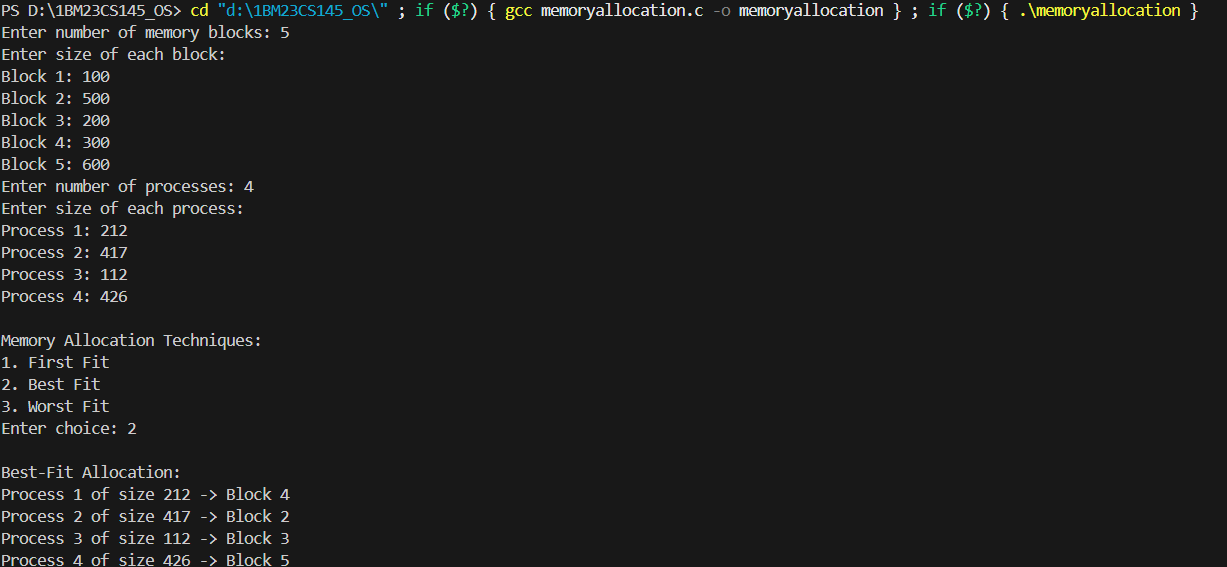 PS D:\1BM23CS145_OS> cd "d:\1BM23CS145_OS\" ; if ($?) { gcc memoryallocation.c -o memoryallocation } ; if ($?) { .\memoryallocation }
Enter number of memory blocks: 5
Enter size of each block:
Block 1: 100
Block 2: 500
Block 3: 200
Block 4: 300
Block 5: 600
Enter number of processes: 4
Enter size of each process:
Process 1: 212
Process 2: 417
Process 3: 112
Process 4: 426

Memory Allocation Techniques:
1. First Fit
2. Best Fit
3. Worst Fit
Enter choice: 2

Best-Fit Allocation:
Process 1 of size 212 -> Block 4
Process 2 of size 417 -> Block 2
Process 3 of size 112 -> Block 3
Process 4 of size 426 -> Block 5